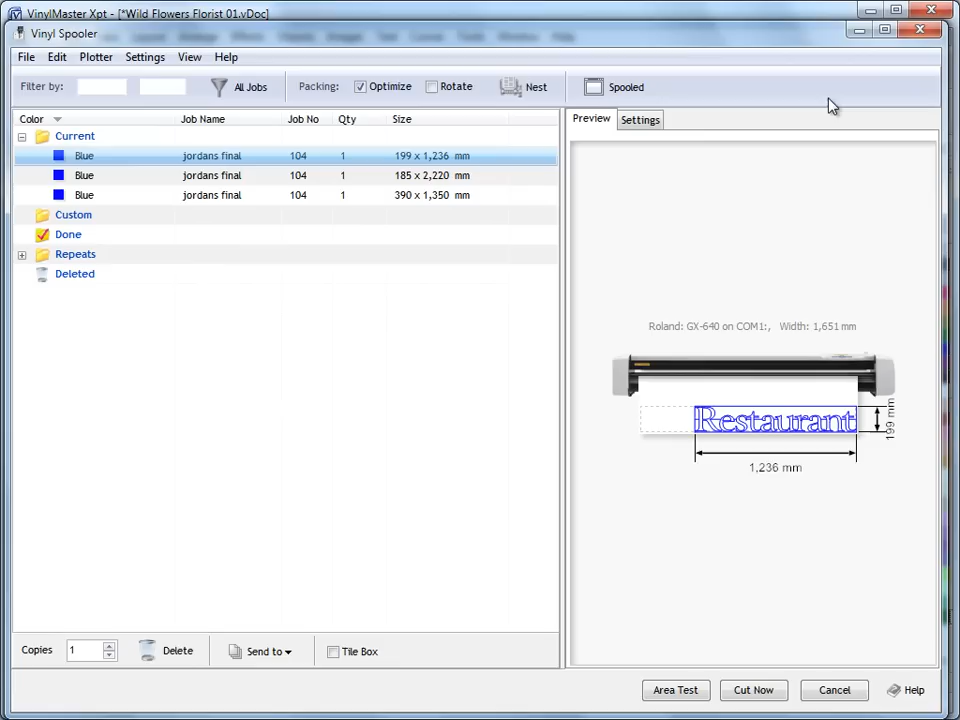 VinylMaster Xpt - [*Wild Flowers Florist 01.vDoc]
Vinyl Spooler
File Edit Plotter Settings View Help
Filter by: All Jobs Packing: Optimize Rotate Nest Spooled
Color Job Name Job No Qty Size
Preview Settings
Current
Blue jordans final 104 1 199 x 1,236 mm
Blue jordans final 104 1 185 x 2,220 mm
Blue jordans final 104 1 390 x 1,350 mm
Custom
Done
Repeats
Deleted
Roland: GX-640 on COM1:, Width: 1,651 mm
Restaurant
199 mm
1,236 mm
Copies 1 Delete Send to Tile Box
Area Test Cut Now Cancel Help